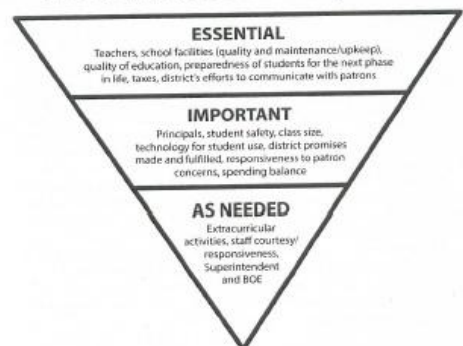 ESSENTIAL
Teachers, school facilities (quality and maintenance/upkeep),
quality of education, preparedness of students for the next phase
in life, taxes, district's efforts to communicate with patrons
IMPORTANT
Principals, student safety, class size,
technology for student use, district promises
made and fulfilled, responsiveness to patron
concerns, spending balance
AS NEEDED
Extracurricular
activities, staff courtesy/
responsiveness,
Superintendent
and BOE